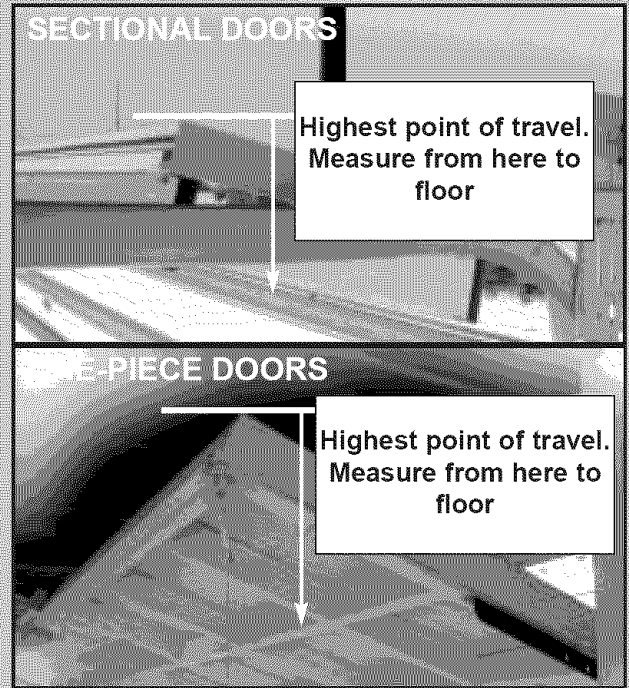 SECTIONAL DOORS
Highest point of travel.
Measure from here to
floor
E-PIECE DOORS
Highest point of travel.
Measure from here to
floor